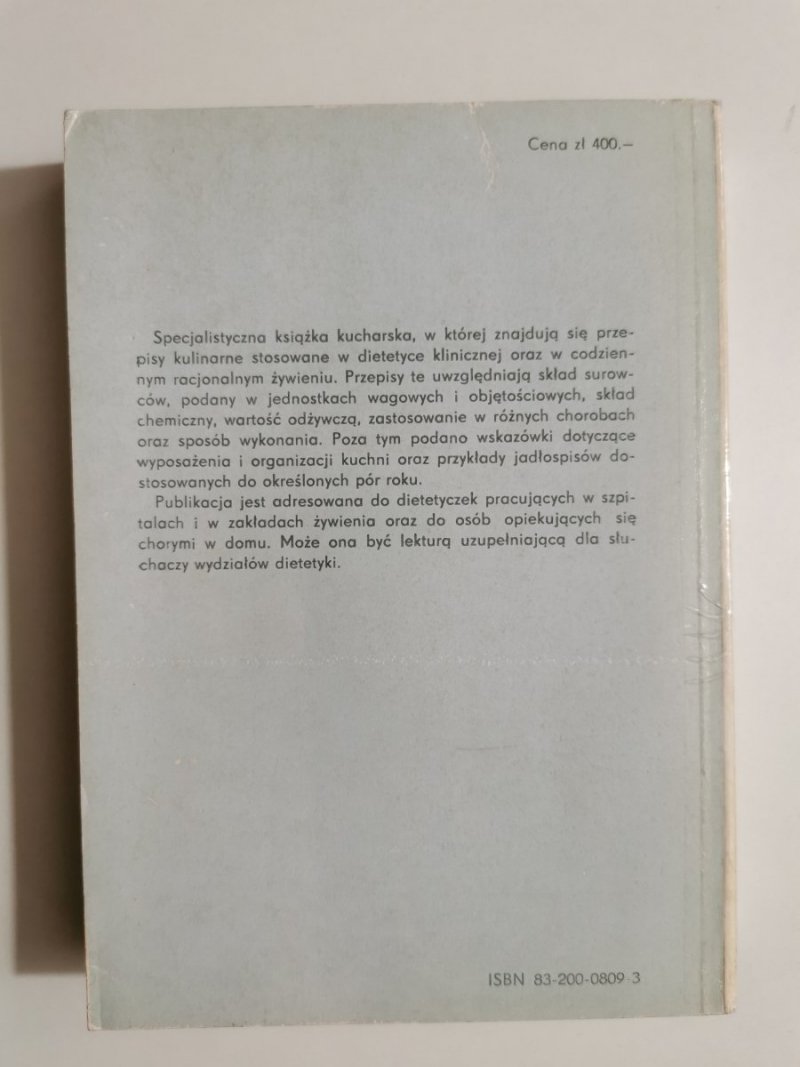 Cena zł 400.—
Specjalistyczna książka kucharska, w której znajdują się prze-
pisy kulinarne stosowane w dietetyce klinicznej oraz w codzien-
nym racjonalnym żywieniu. Przepisy te uwzględniają skład surow-
ców, podany w jednostkach wagowych i objętościowych, skład
chemiczny, wartość odżywczą, zastosowanie w różnych chorobach
oraz sposób wykonania. Poza tym podano wskazówki dotyczące
wyposażenia i organizacji kuchni oraz przykłady jadłospisów do-
stosowanych do określonych pór roku.
Publikacja jest adresowana do dietetyczek pracujących w szpi-
talach i w zakładach żywienia oraz do osób opiekujących się
chorymi w domu. Może ona być lekturą uzupełniającą dla słu-
chaczy wydziałów dietetyki.
ISBN 83-200-0809-3